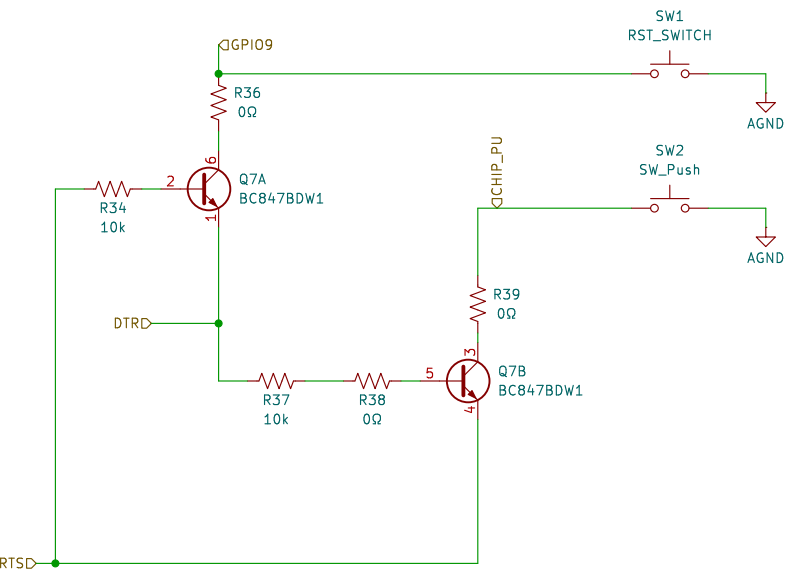 SW1
RST_SWITCH
GPIO9
R36
0Ω
AGND
6
CHIP_PU
SW2
SW_Push
2
Q7A
BC847BDW1
R34
10k
1
AGND
R39
0Ω
DTR
3
5
Q7B
BC847BDW1
R37
10k
R38
0Ω
4
RTS